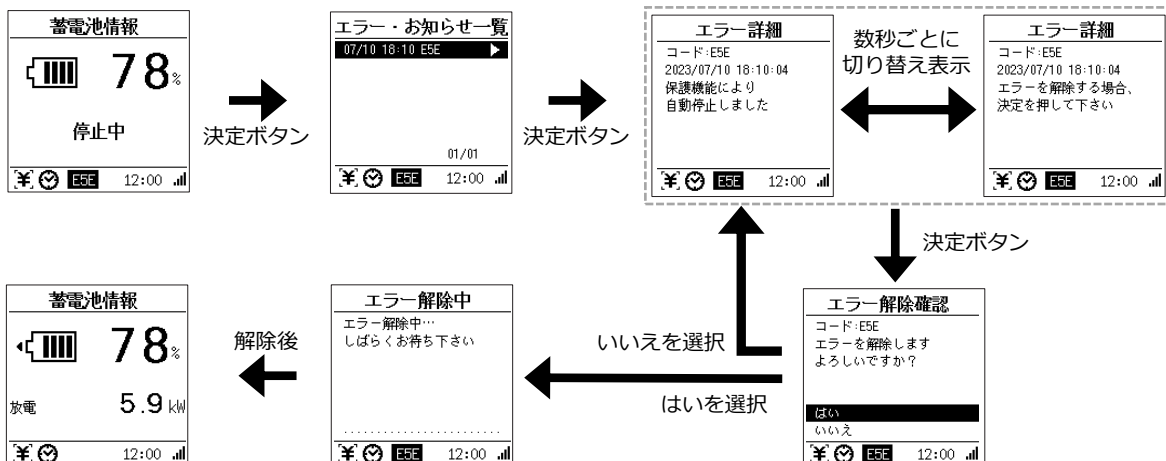 蓄電池情報
78%
停止中
E5E 12:00
決定ボタン
エラー・お知らせ一覧
07/10 18:10 E5E
01/01
E5E 12:00
決定ボタン
エラー詳細
コード:E5E
2023/07/10 18:10:04
保護機能により
自動停止しました
E5E 12:00
数秒ごとに
切り替え表示
エラー詳細
コード:E5E
2023/07/10 18:10:04
エラーを解除する場合、
決定を押して下さい
E5E 12:00
決定ボタン
エラー解除確認
コード:E5E
エラーを解除します
よろしいですか?
はい
いいえ
E5E 12:00
いいえを選択
はいを選択
エラー解除中
エラー解除中…
しばらくお待ち下さい
E5E 12:00
解除後
蓄電池情報
78%
放電 5.9 kW
12:00